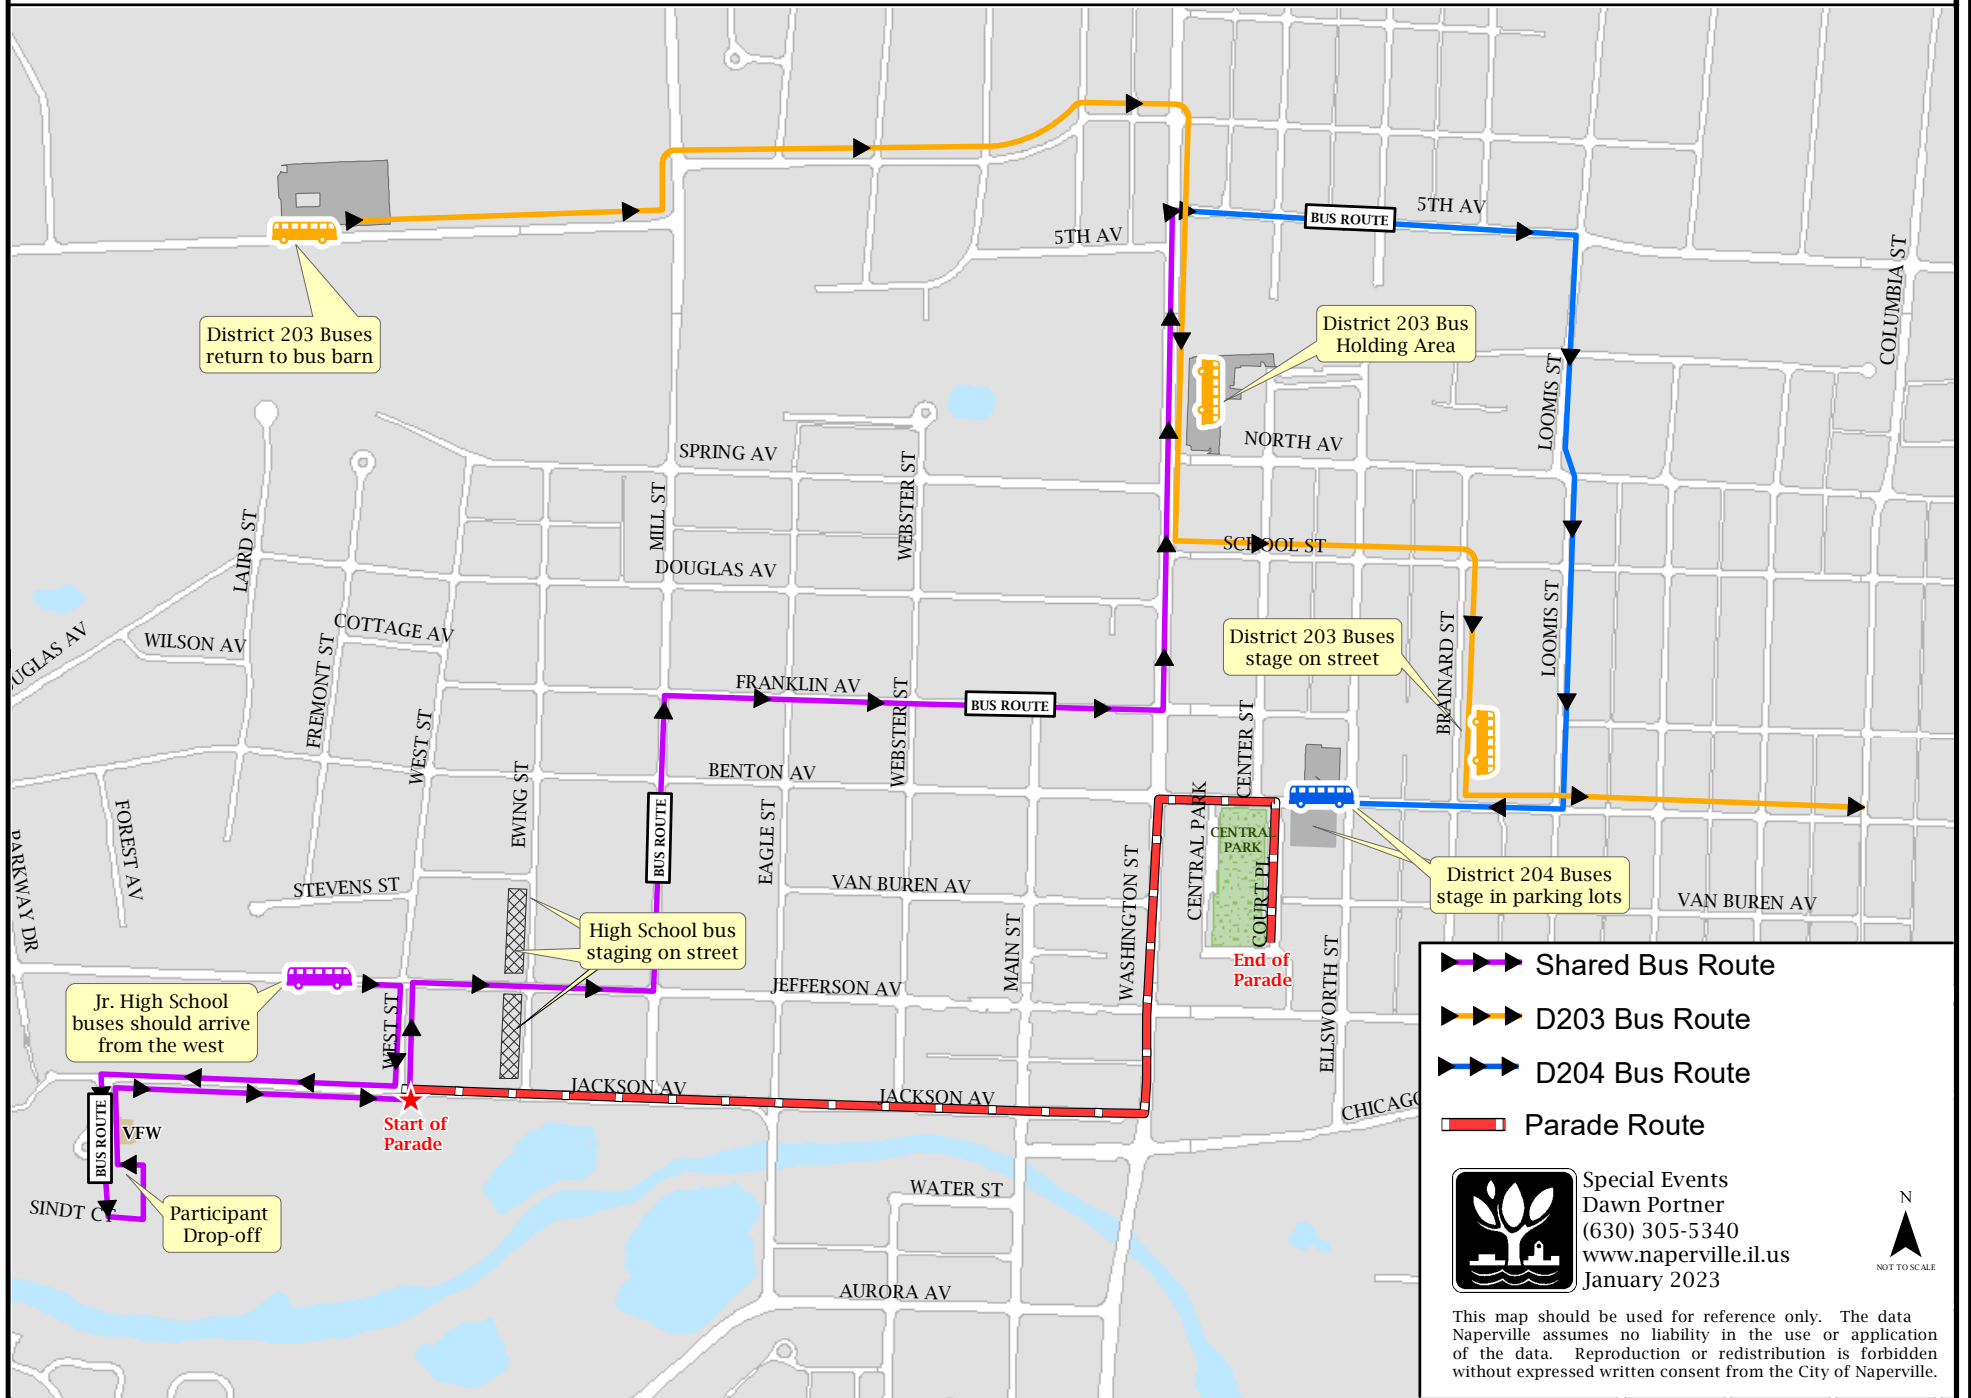 5TH AV
BUS ROUTE
5TH AV
COLUMBIA ST
District 203 Buses
return to bus barn
District 203 Bus
Holding Area
LOOMIS ST
NORTH AV
SPRING AV
WEBSTER ST
MILL ST
LAIRD ST
SCHOOL ST
DOUGLAS AV
COTTAGE AV
WILSON AV
UGLAS AV
FREMONT ST
District 203 Buses
stage on street
BRAINARD ST
LOOMIS ST
FRANKLIN AV
WEBSTER ST
BUS ROUTE
WEST ST
CENTER ST
BENTON AV
EWING ST
FOREST AV
PARKWAY DR
BUS ROUTE
EAGLE ST
CENTRAL PARK
CENTRAL
PARK
COURT PL
WASHINGTON ST
STEVENS ST
VAN BUREN AV
District 204 Buses
stage in parking lots
VAN BUREN AV
High School bus
staging on street
MAIN ST
End of
Parade
ELLSWORTH ST
JEFFERSON AV
Jr. High School
buses should arrive
from the west
WEST ST
JACKSON AV
JACKSON AV
CHICAGO
Start of
Parade
BUS ROUTE
VFW
SINDT CT
Participant
Drop-off
WATER ST
AURORA AV
Shared Bus Route
D203 Bus Route
D204 Bus Route
Parade Route
Special Events
Dawn Portner
(630) 305-5340
www.naperville.il.us
January 2023
N
NOT TO SCALE
This map should be used for reference only. The data
Naperville assumes no liability in the use or application
of the data. Reproduction or redistribution is forbidden
without expressed written consent from the City of Naperville.